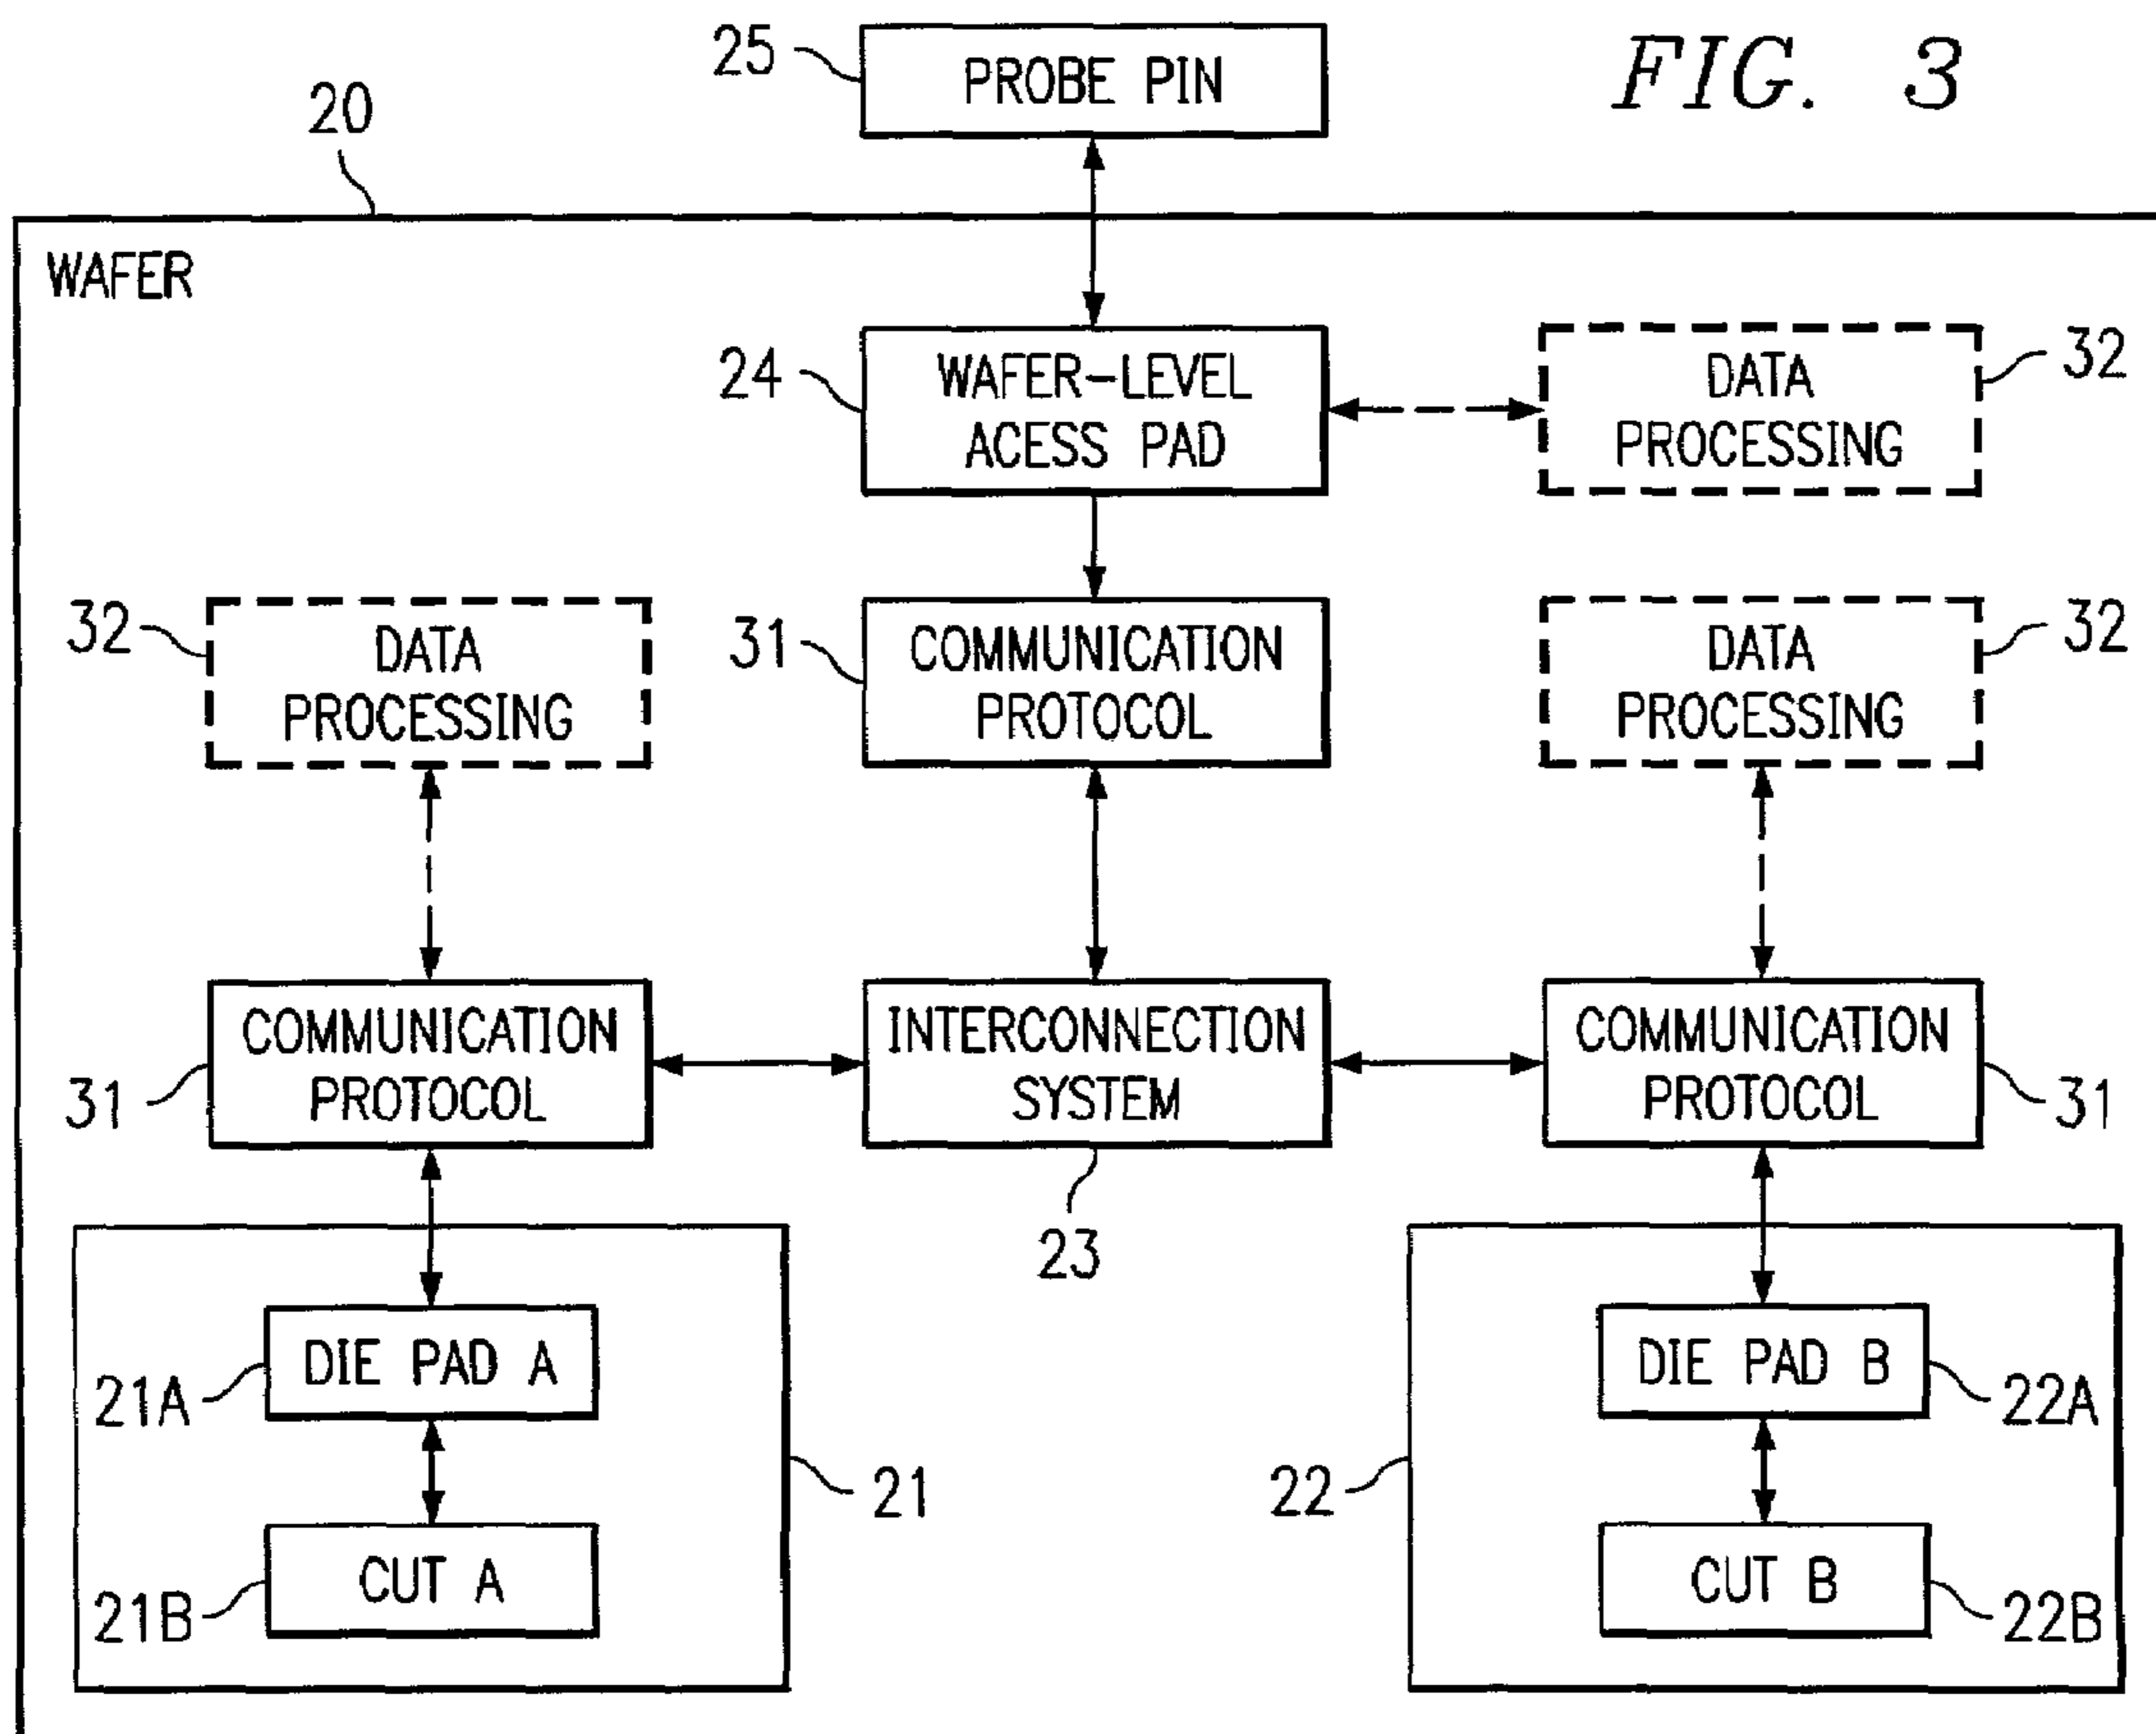 FIG. 3
25
PROBE PIN
20
WAFER
24
WAFER-LEVEL
ACESS PAD
DATA
PROCESSING
32
32
DATA
PROCESSING
31
COMMUNICATION
PROTOCOL
DATA
PROCESSING
32
COMMUNICATION
PROTOCOL
31
INTERCONNECTION
SYSTEM
23
COMMUNICATION
PROTOCOL
31
DIE PAD A
21A
CUT A
21B
21
22
DIE PAD B
22A
CUT B
22B